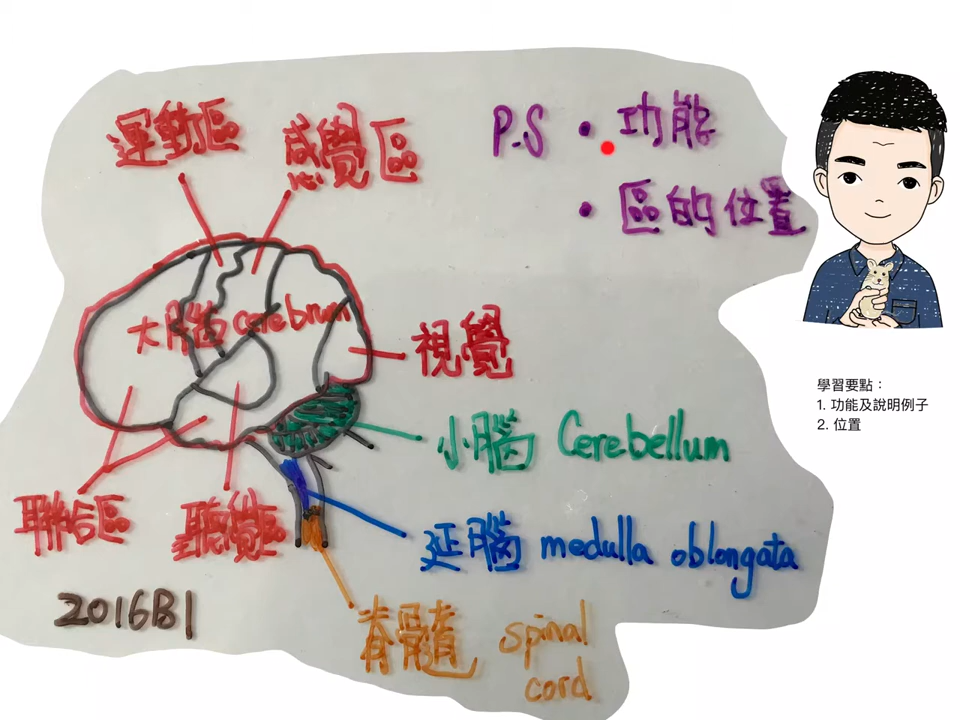 運動區
感覺區
P.S • 功能
• 區的位置
大腦 cerebrum
視覺
小腦 Cerebellum
聯合區
聽覺區
延腦 medulla oblongata
2016B1
脊髓 spinal
cord
學習要點：
1. 功能及說明例子
2. 位置